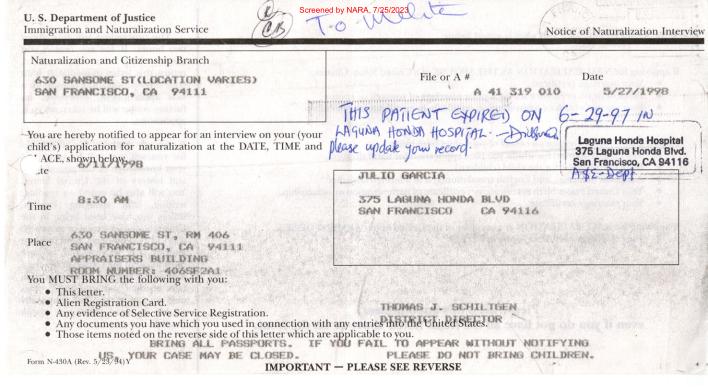 Screened by NARA, 7/25/2023
To
U. S. Department of Justice
Immigration and Naturalization Service
Notice of Naturalization Interview
Naturalization and Citizenship Branch
630 SANSOME ST(LOCATION VARIES)
SAN FRANCISCO, CA 94111
File or A #
Date
A 41 319 010
5/27/1998
THIS PATIENT EXPIRED ON 6-29-97 IN
LAGUNA HONDA HOSPITAL.
Please update your record.
Laguna Honda Hospital
375 Laguna Honda Blvd.
San Francisco, CA 94116
A&E-Dept
You are hereby notified to appear for an interview on your (your
child's) application for naturalization at the DATE, TIME and
PLACE, shown below.
Date
6/11/1998
Time
8:30 AM
Place
630 SANSOME ST, RM 406
SAN FRANCISCO, CA 94111
APPRAISERS BUILDING
ROOM NUMBER: 406SF2A1
JULIO GARCIA
375 LAGUNA HONDA BLVD
SAN FRANCISCO CA 94116
You MUST BRING the following with you:
• This letter.
• Alien Registration Card.
• Any evidence of Selective Service Registration.
• Any documents you have which you used in connection with any entries into the United States.
• Those items noted on the reverse side of this letter which are applicable to you.
THOMAS J. SCHILTGEN
DISTRICT DIRECTOR
BRING ALL PASSPORTS. IF YOU FAIL TO APPEAR WITHOUT NOTIFYING
US, YOUR CASE MAY BE CLOSED. PLEASE DO NOT BRING CHILDREN.
Form N-430A (Rev. 5/23/94)Y
IMPORTANT — PLEASE SEE REVERSE